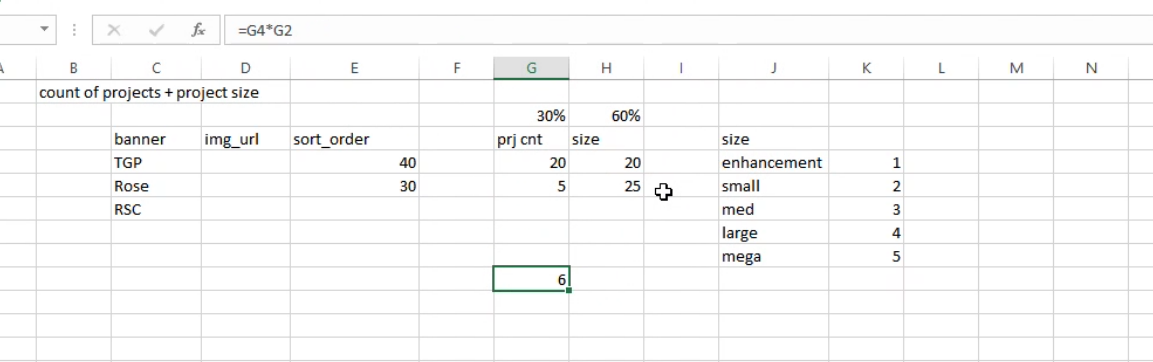 =G4*G2
A B C D E F G H I J K L M N
count of projects + project size
30% 60%
banner img_url sort_order prj cnt size size
TGP 40 20 20 enhancement 1
Rose 30 5 25 small 2
RSC med 3
large 4
mega 5
6